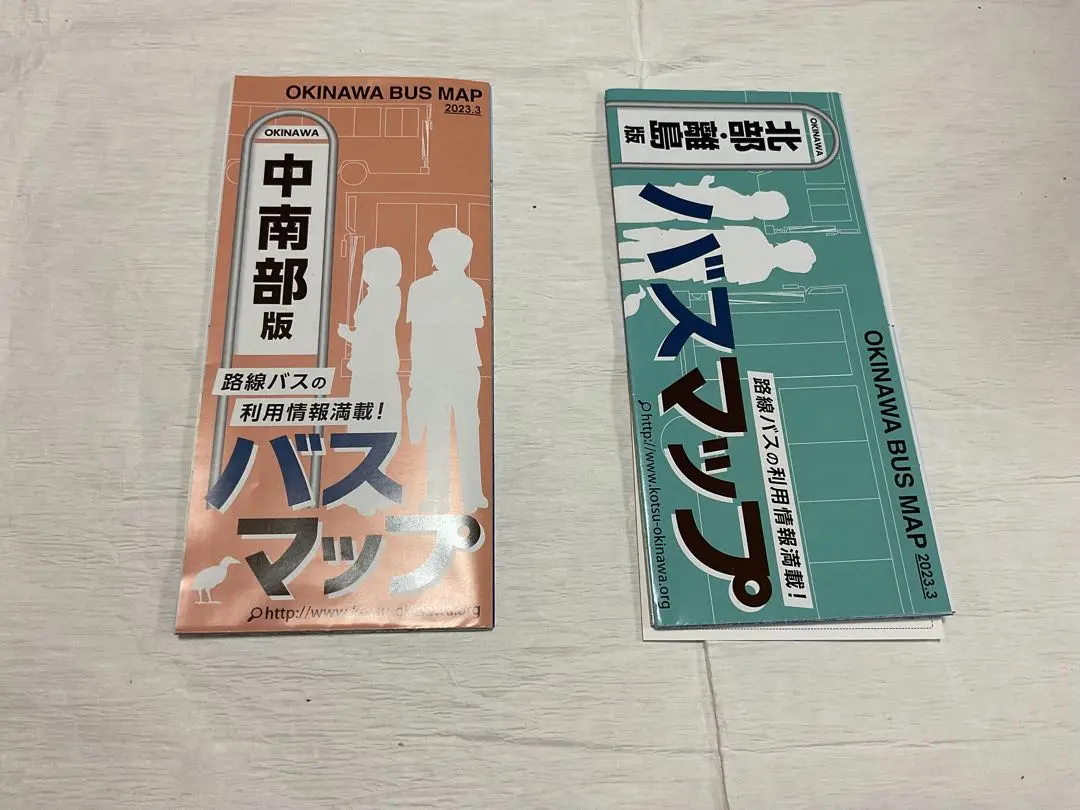 OKINAWA BUS MAP
2023.3
OKINAWA
中南部版
路線バスの
利用情報満載!
バス
マップ
http://www.kotsu-okinawa.org
OKINAWA BUS MAP 2023.3
OKINAWA
北部・離島版
バスマップ
路線バスの利用情報満載!
http://www.kotsu-okinawa.org